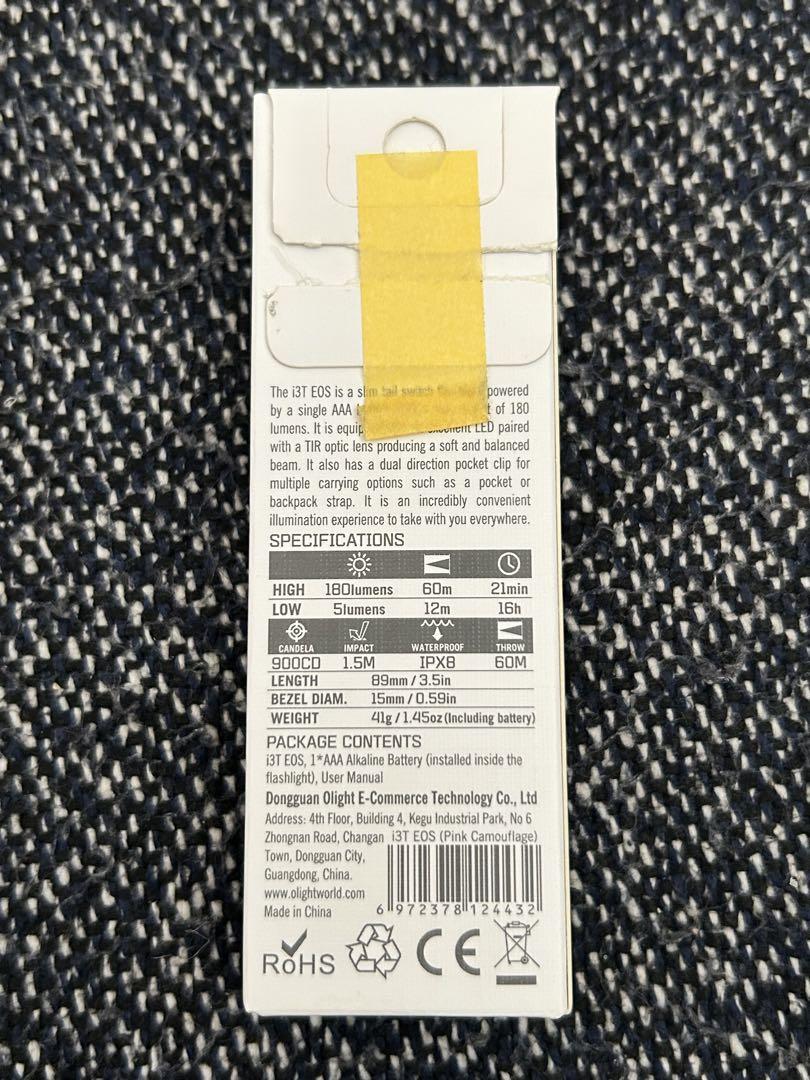 The i3T EOS is a slim tail switch powered
by a single AAA t of 180
lumens. It is equip excellent LED paired
with a TIR optic lens producing a soft and balanced
beam. It also has a dual direction pocket clip for
multiple carrying options such as a pocket or
backpack strap. It is an incredibly convenient
illumination experience to take with you everywhere.
SPECIFICATIONS
HIGH 180lumens 60m 21min
LOW 5lumens 12m 16h
CANDELA IMPACT WATERPROOF THROW
900CD 1.5M IPX8 60M
LENGTH 89mm / 3.5in
BEZEL DIAM. 15mm / 0.59in
WEIGHT 41g / 1.45oz (Including battery)
PACKAGE CONTENTS
i3T EOS, 1*AAA Alkaline Battery (installed inside the
flashlight), User Manual
Dongguan Olight E-Commerce Technology Co., Ltd
Address: 4th Floor, Building 4, Kegu Industrial Park, No 6
Zhongnan Road, Changan
Town, Dongguan City,
Guangdong, China.
www.olightworld.com
Made in China
i3T EOS (Pink Camouflage)
6 972378 124432
RoHS
CE